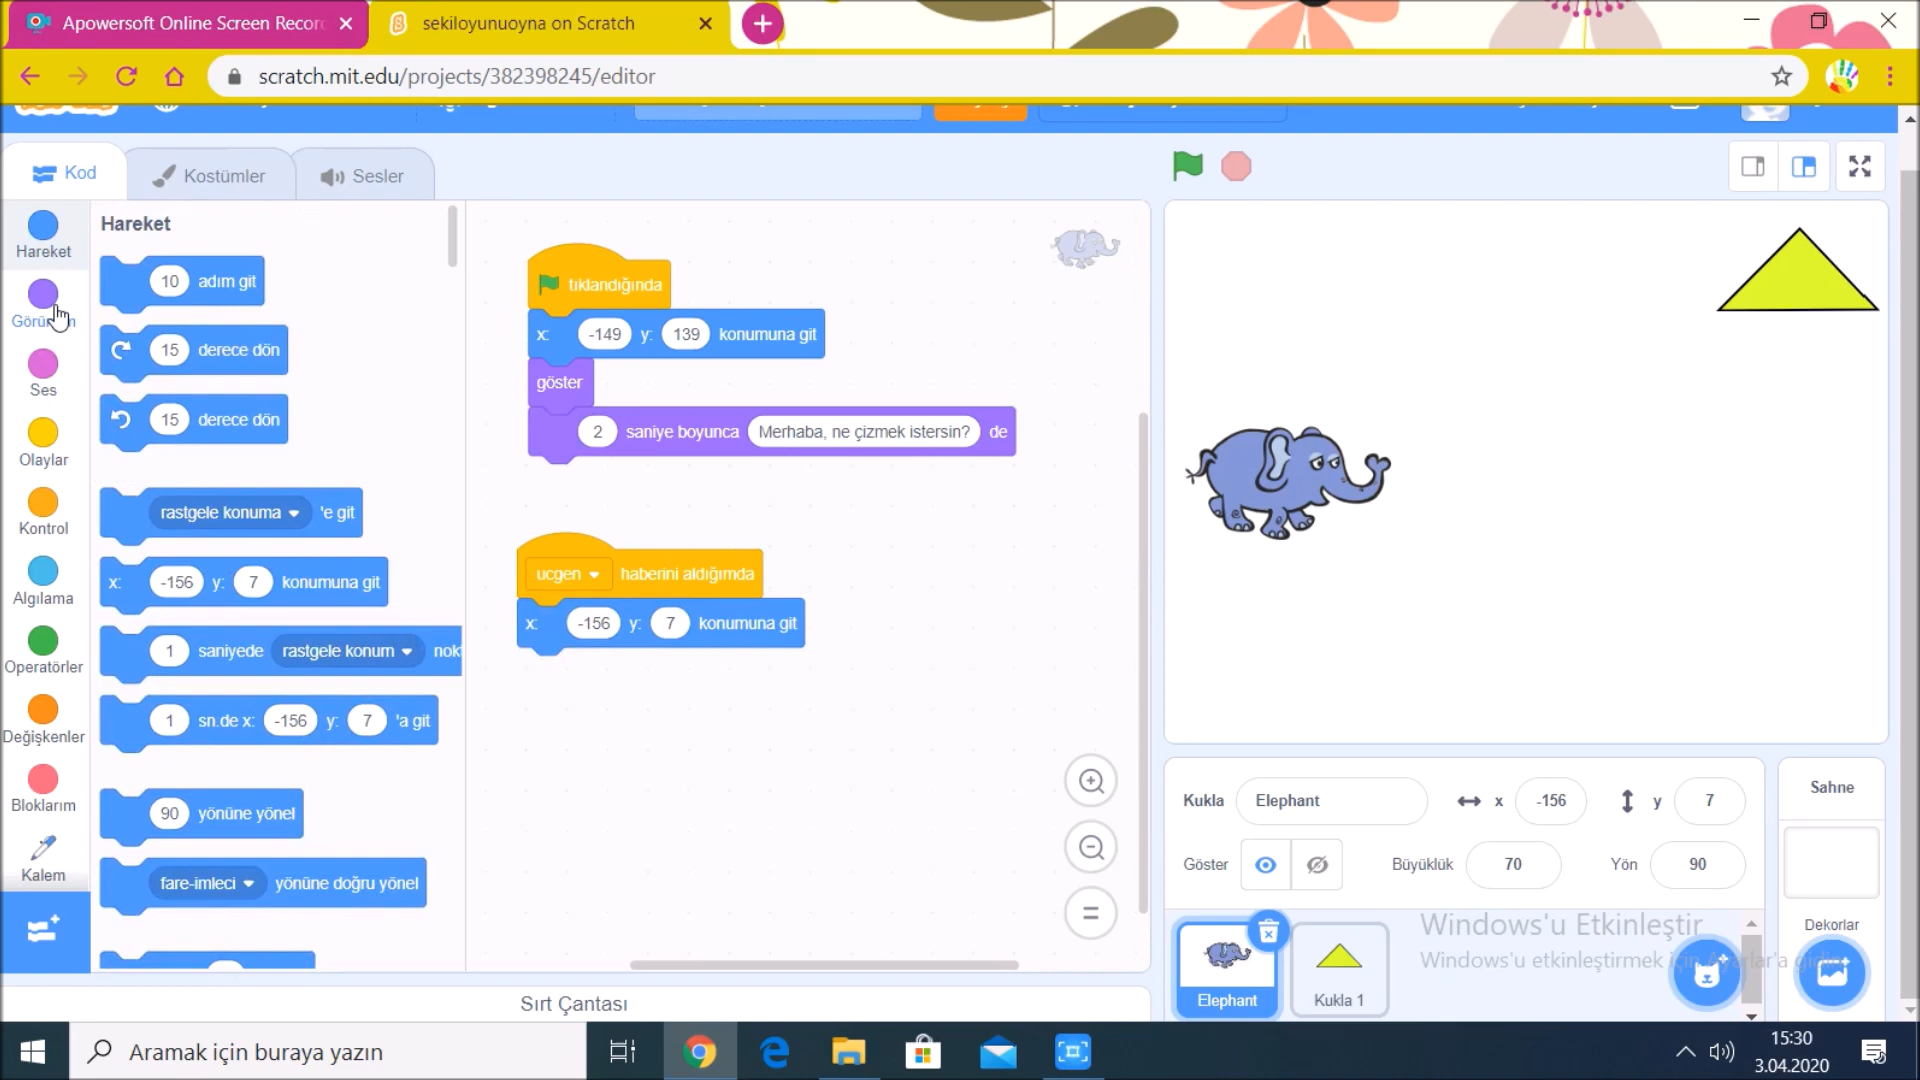 Apowersoft Online Screen Recor
sekiloyunuoyna on Scratch
scratch.mit.edu/projects/382398245/editor
Kod
Kostümler
Sesler
Hareket
Ses
Olaylar
Kontrol
Algılama
Operatörler
Değişkenler
Bloklarım
Kalem
Hareket
10 adım git
15 derece dön
15 derece dön
rastgele konuma 'e git
x: -156 y: 7 konumuna git
1 saniyede rastgele konum nok
1 sn.de x: -156 y: 7 'a git
90 yönüne yönel
fare-imleci yönüne doğru yönel
tıklandığında
x: -149 y: 139 konumuna git
göster
2 saniye boyunca Merhaba, ne çizmek istersin? de
ucgen haberini aldığımda
x: -156 y: 7 konumuna git
Sırt Çantası
Kukla Elephant x -156 y 7
Göster Büyüklük 70 Yön 90
Elephant
Kukla 1
Sahne
Dekorlar
Windows'u Etkinleştir
Windows'u etkinleştirmek için Ayarlar'a gidin
Aramak için buraya yazın
15:30
3.04.2020